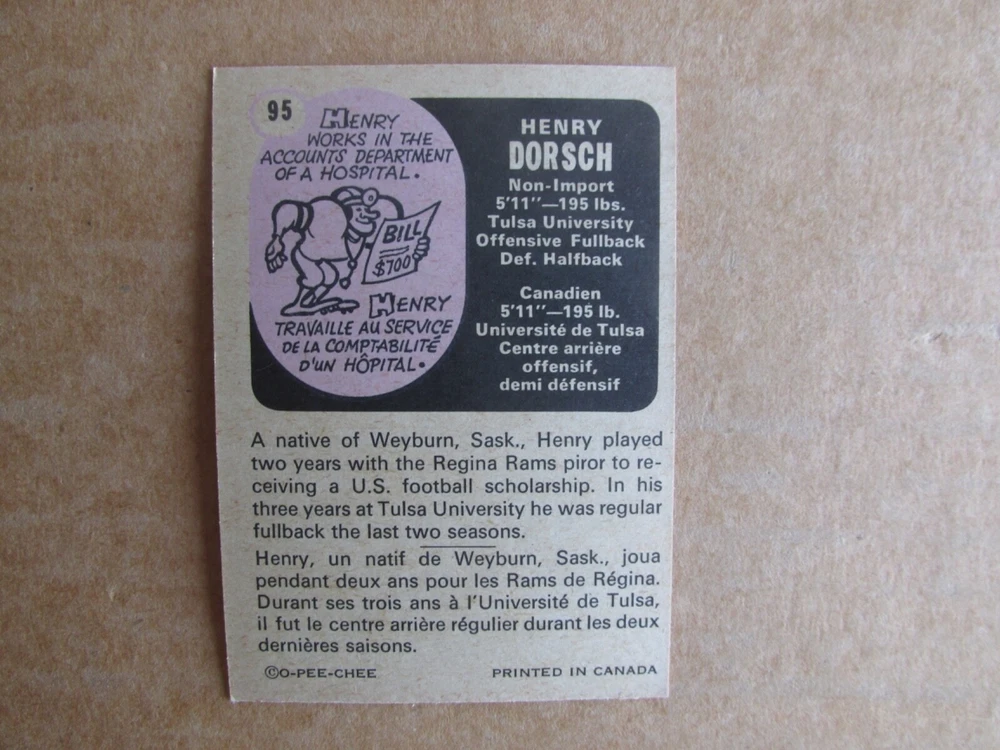 95
HENRY
WORKS IN THE
ACCOUNTS DEPARTMENT
OF A HOSPITAL.
BILL
$700
HENRY
TRAVAILLE AU SERVICE
DE LA COMPTABILITÉ
D'UN HÔPITAL.
HENRY
DORSCH
Non-Import
5'11"—195 lbs.
Tulsa University
Offensive Fullback
Def. Halfback
Canadien
5'11"—195 lb.
Université de Tulsa
Centre arrière
offensif,
demi défensif
A native of Weyburn, Sask., Henry played
two years with the Regina Rams piror to re-
ceiving a U.S. football scholarship. In his
three years at Tulsa University he was regular
fullback the last two seasons.
Henry, un natif de Weyburn, Sask., joua
pendant deux ans pour les Rams de Régina.
Durant ses trois ans à l'Université de Tulsa,
il fut le centre arrière régulier durant les deux
dernières saisons.
©O-PEE-CHEE
PRINTED IN CANADA